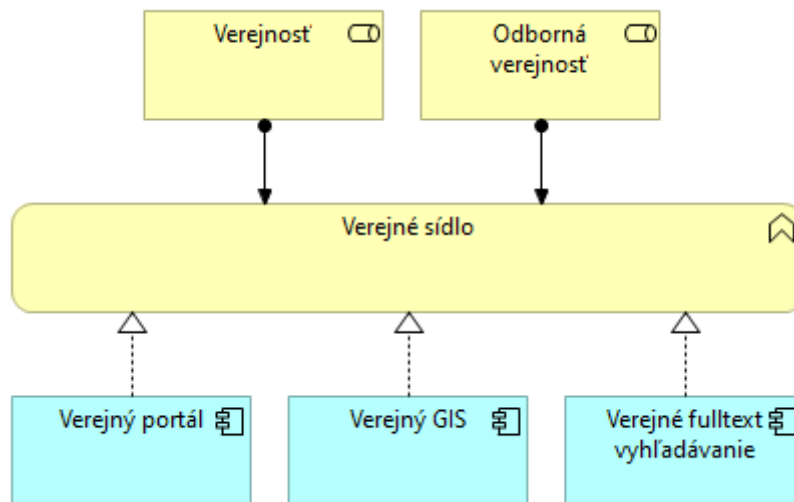 Verejnosť
Odborná
verejnosť
Verejné sídlo
Verejný portál
Verejný GIS
Verejné fulltext
vyhľadávanie